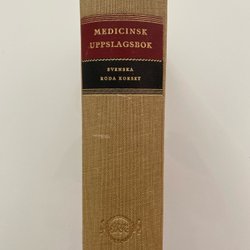 MEDICINSK
UPPSLAGSBOK
SVENSKA
RÖDA KORSET